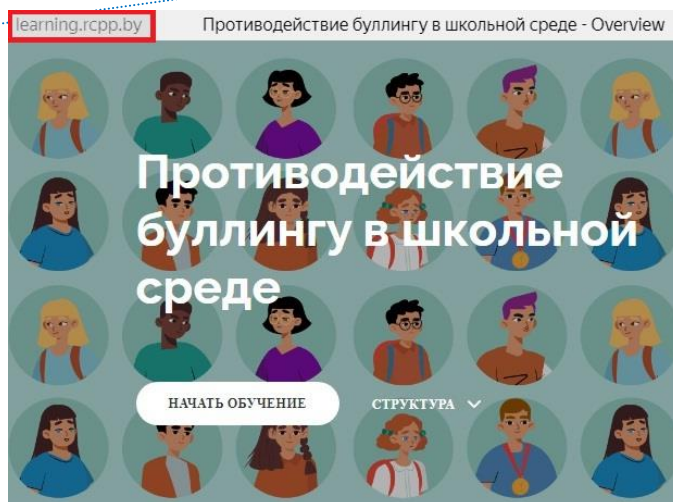 learning.rcpp.by Противодействие буллингу в школьной среде - Overview
Противодействие
буллингу в школьной
среде
НАЧАТЬ ОБУЧЕНИЕ СТРУКТУРА